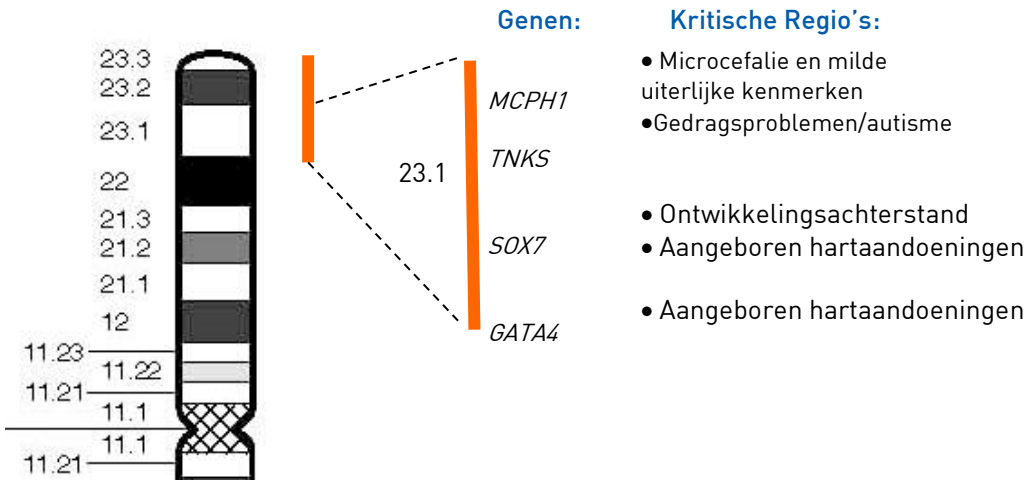 Genen:
Kritische Regio's:
23.3
23.2
23.1
22
21.3
21.2
21.1
12
11.23
11.22
11.21
11.1
11.1
11.21
23.1
MCPH1
TNKS
SOX7
GATA4
• Microcefalie en milde
uiterlijke kenmerken
•Gedragsproblemen/autisme
• Ontwikkelingsachterstand
• Aangeboren hartaandoeningen
• Aangeboren hartaandoeningen